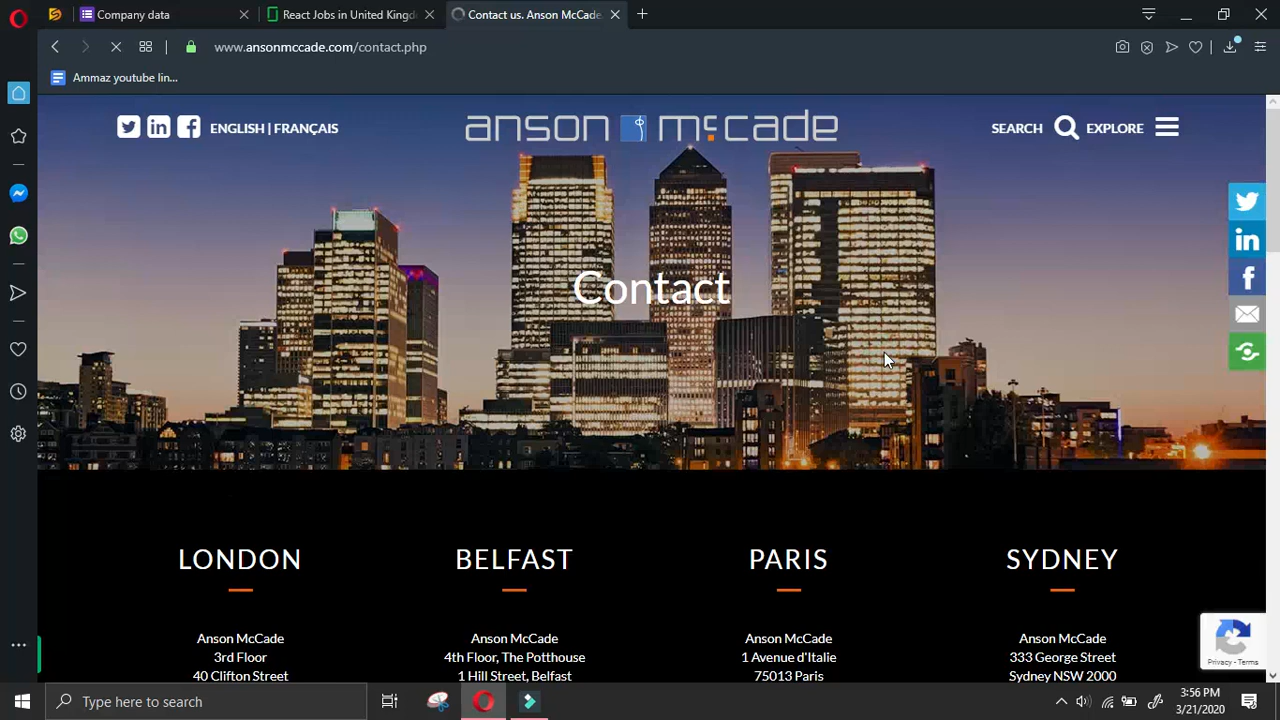 Company data
React Jobs in United Kingd
Contact us. Anson McCade.
www.ansonmccade.com/contact.php
Ammaz youtube lin...
ENGLISH | FRANÇAIS
anson mccade
SEARCH
EXPLORE
Contact
LONDON
BELFAST
PARIS
SYDNEY
Anson McCade
3rd Floor
40 Clifton Street
Anson McCade
4th Floor, The Potthouse
1 Hill Street, Belfast
Anson McCade
1 Avenue d'Italie
75013 Paris
Anson McCade
333 George Street
Sydney NSW 2000
Privacy - Terms
Type here to search
3:56 PM
3/21/2020